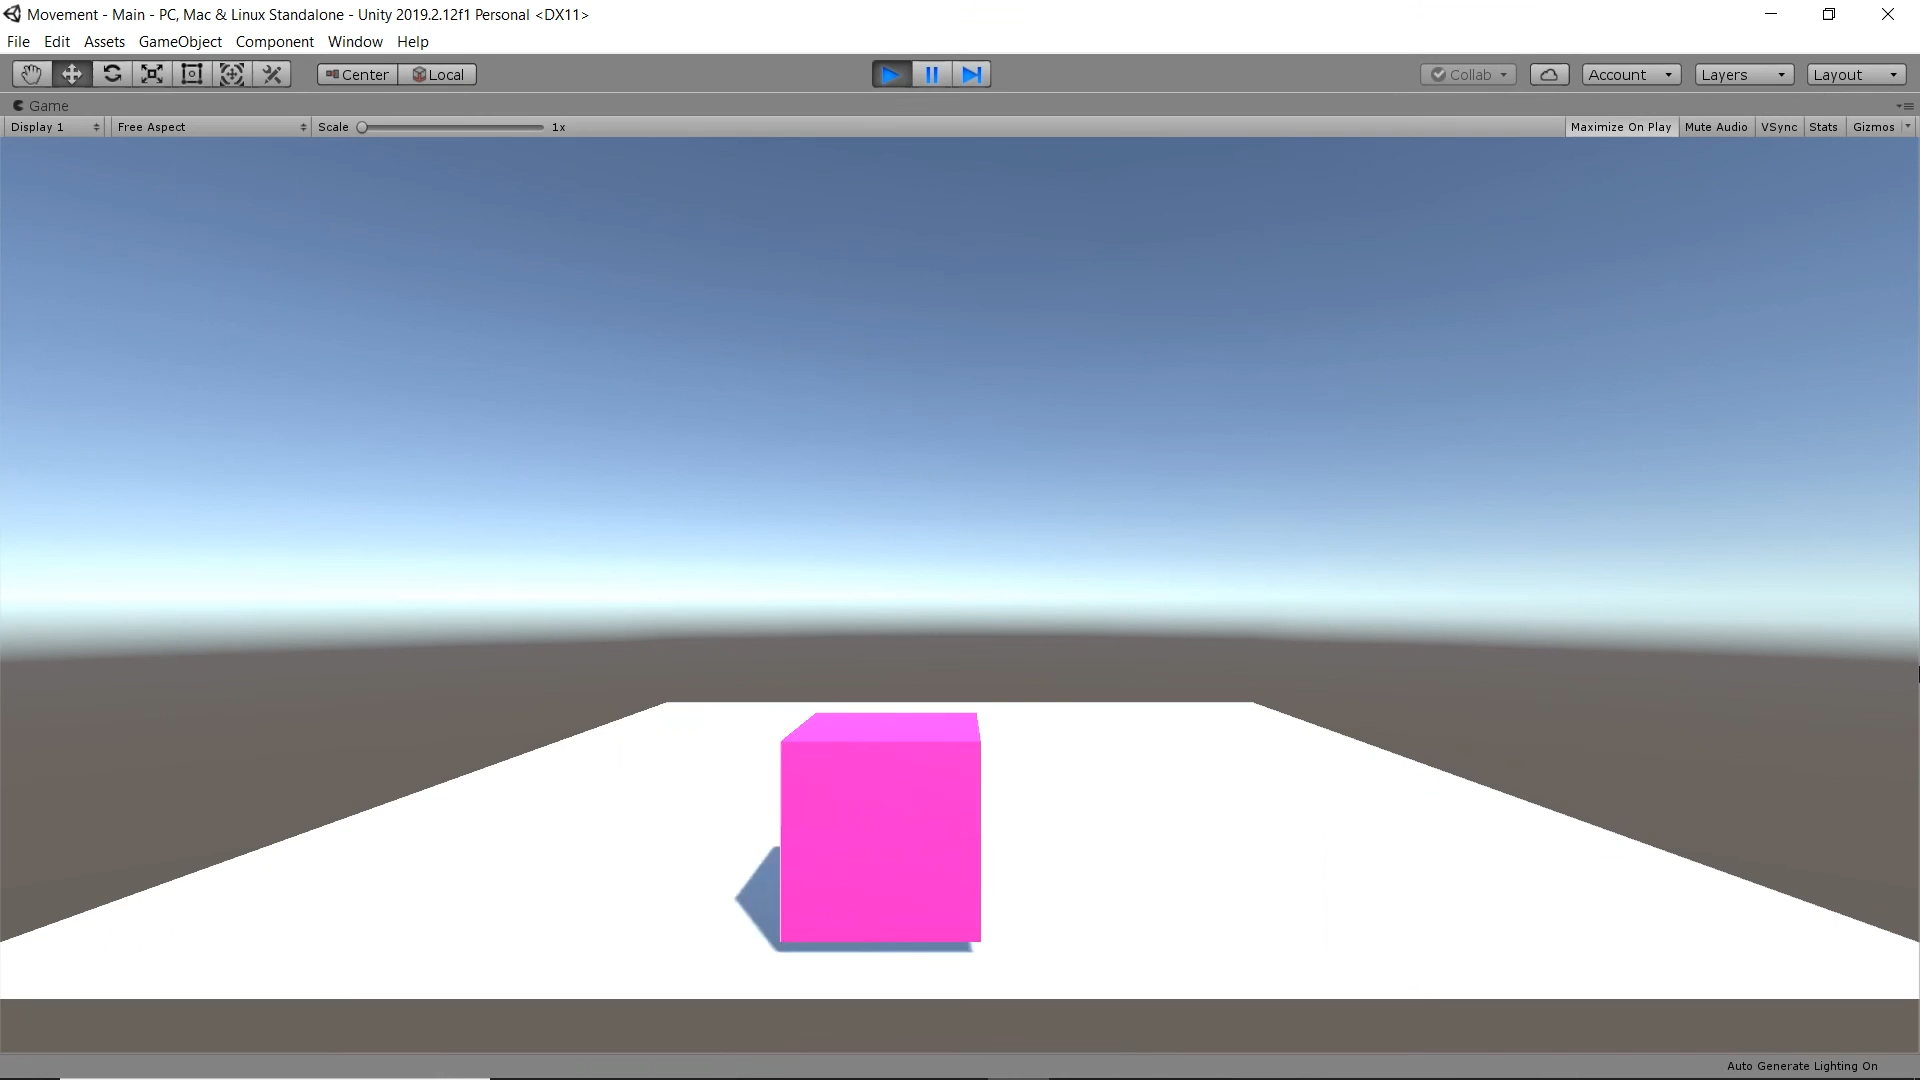 Movement - Main - PC, Mac & Linux Standalone - Unity 2019.2.12f1 Personal <DX11>
File Edit Assets GameObject Component Window Help
Center Local Collab Account Layers Layout
Game
Display 1 Free Aspect Scale 1x Maximize On Play Mute Audio VSync Stats Gizmos
Auto Generate Lighting On